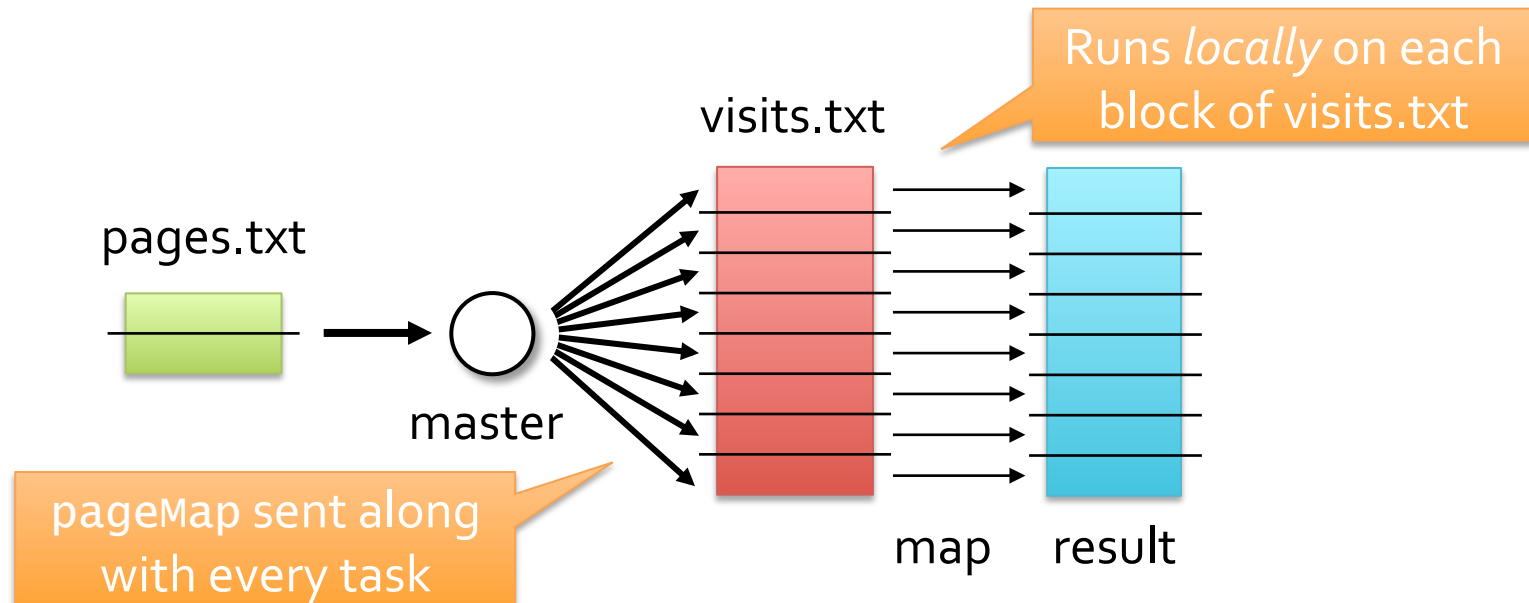 Runs locally on each
block of visits.txt
visits.txt
pages.txt
master
pageMap sent along
with every task
map
result